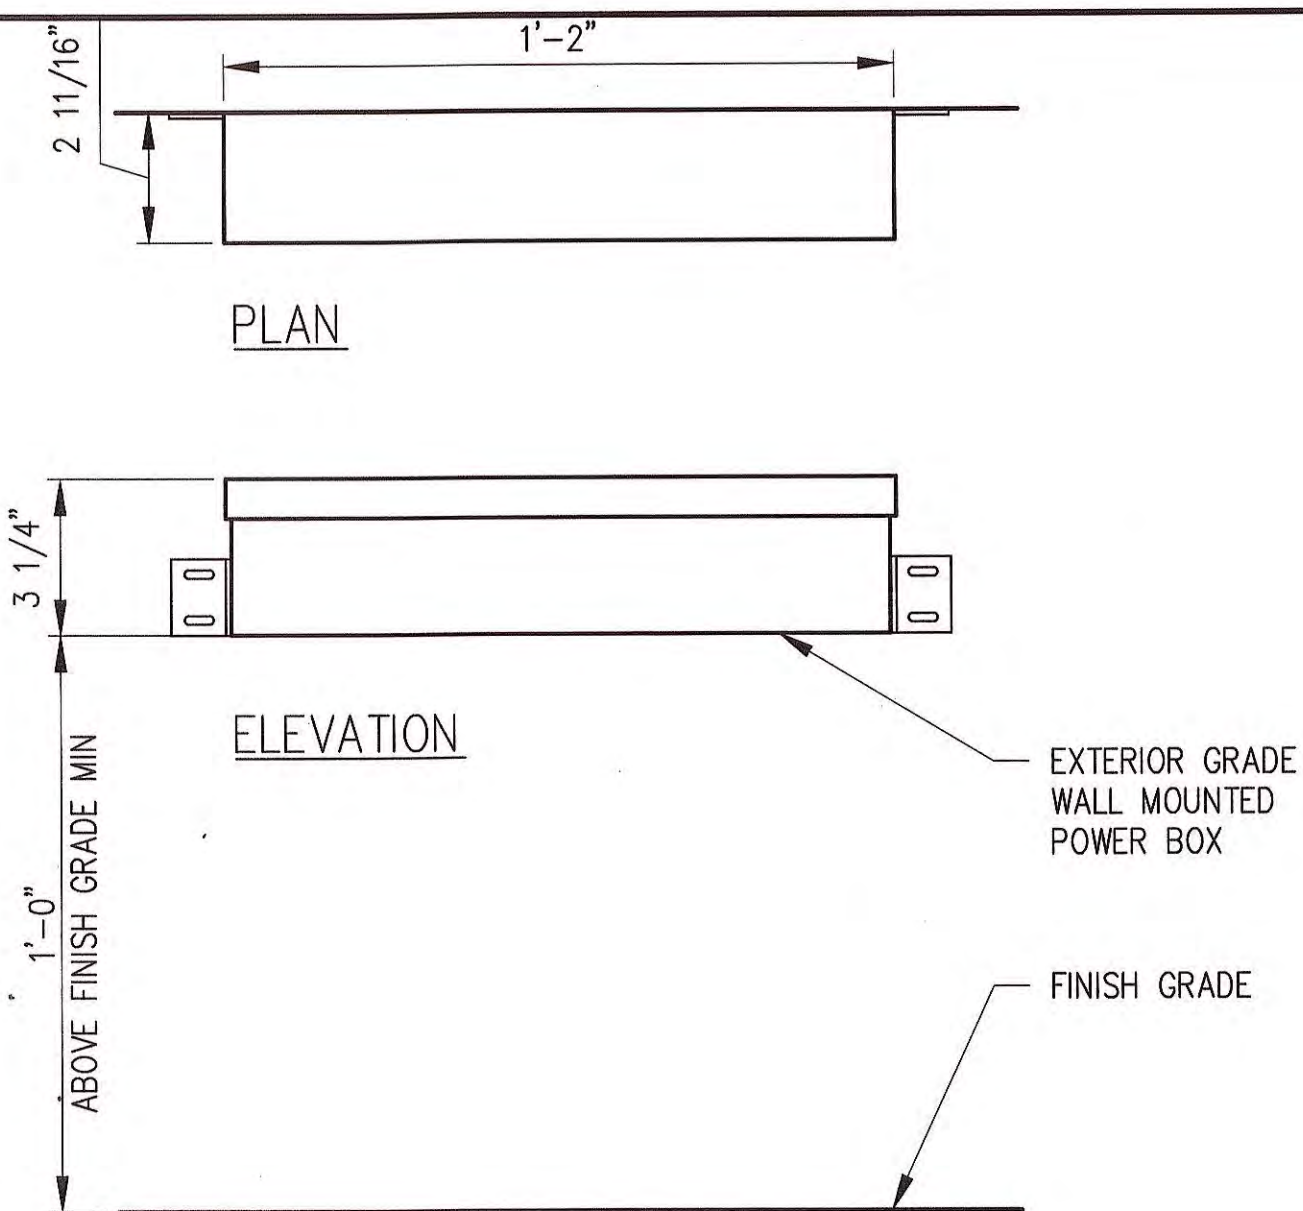 1'-2"
2 11/16"
PLAN
3 1/4"
ELEVATION
1'-0"
ABOVE FINISH GRADE MIN
EXTERIOR GRADE
WALL MOUNTED
POWER BOX
FINISH GRADE